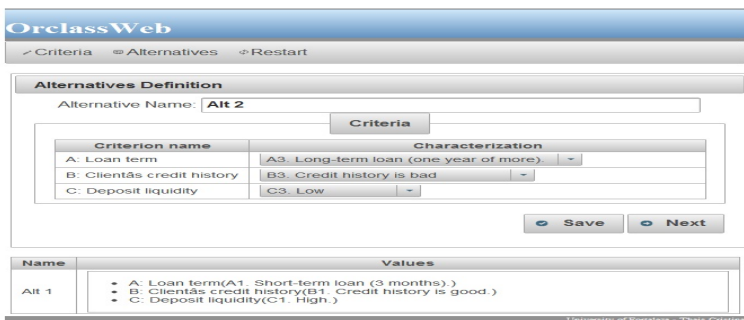 OrclassWeb
Criteria Alternatives Restart
Alternatives Definition
Alternative Name: Alt 2
Criteria
Criterion name Characterization
A: Loan term A3. Long-term loan (one year of more).
B: Clientâs credit history B3. Credit history is bad
C: Deposit liquidity C3. Low
Save Next
Name Values
Alt 1
A: Loan term(A1. Short-term loan (3 months).)
B: Clientâs credit history(B1. Credit history is good.)
C: Deposit liquidity(C1. High.)